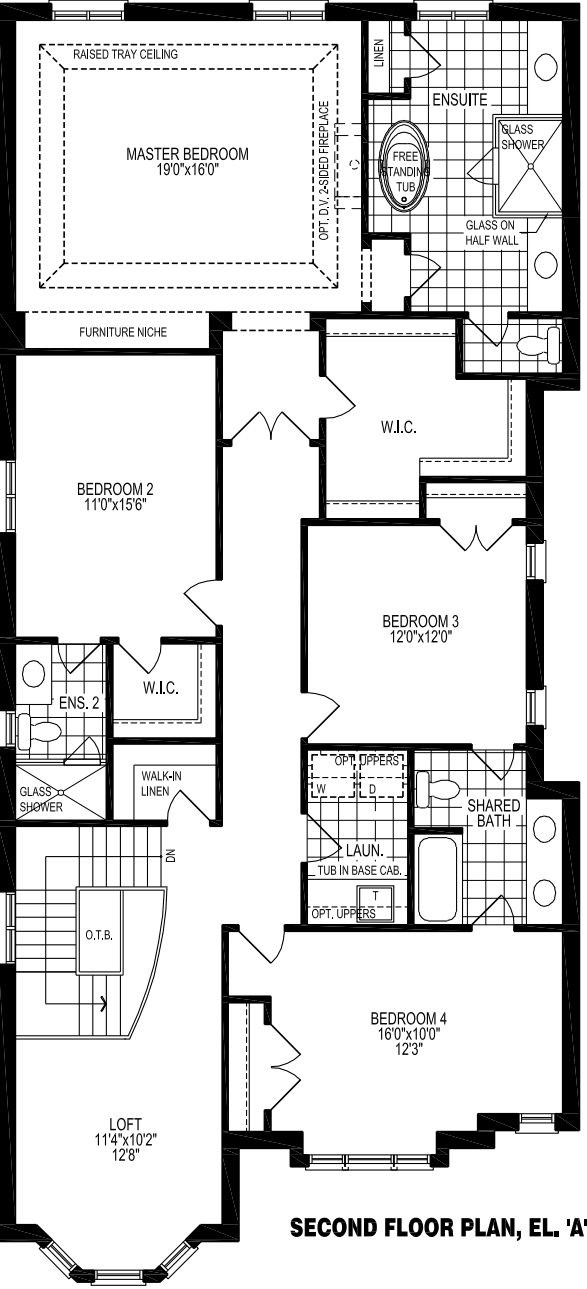 RAISED TRAY CEILING
LINEN
ENSUITE
MASTER BEDROOM
19'0"x16'0"
OPT. D.V. 2-SIDED FIREPLACE
FREE
STANDING
TUB
GLASS
SHOWER
GLASS ON
HALF WALL
FURNITURE NICHE
W.I.C.
BEDROOM 2
11'0"x15'6"
BEDROOM 3
12'0"x12'0"
ENS. 2
W.I.C.
GLASS
SHOWER
WALK-IN
LINEN
OPT. UPPERS
W
D
SHARED
BATH
LAUN.
TUB IN BASE CAB.
T
OPT. UPPERS
DN
O.T.B.
BEDROOM 4
16'0"x10'0"
12'3"
LOFT
11'4"x10'2"
12'8"
SECOND FLOOR PLAN, EL. 'A'